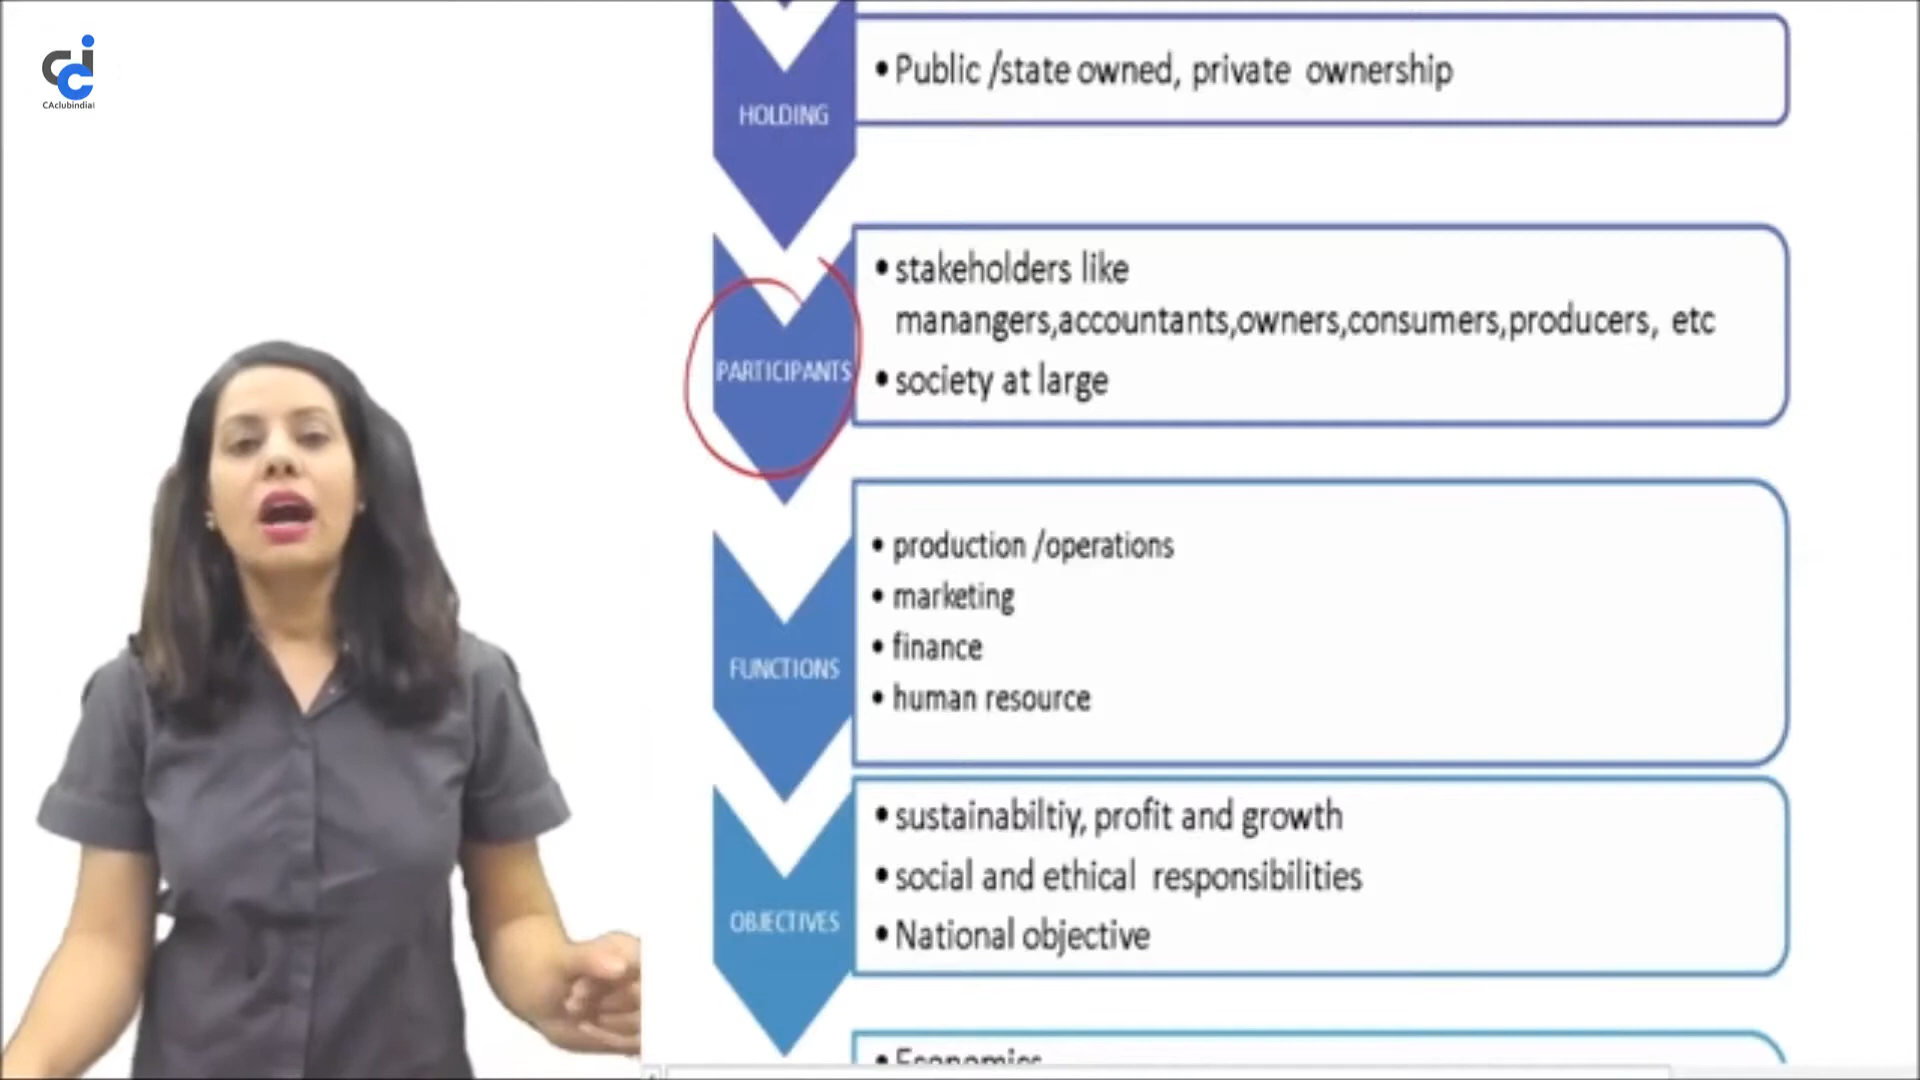 CAclubindia
HOLDING
• Public /state owned, private ownership
PARTICIPANTS
• stakeholders like
manangers,accountants,owners,consumers,producers, etc
• society at large
FUNCTIONS
• production /operations
• marketing
• finance
• human resource
OBJECTIVES
• sustainabiltiy, profit and growth
• social and ethical responsibilities
• National objective
• Economics